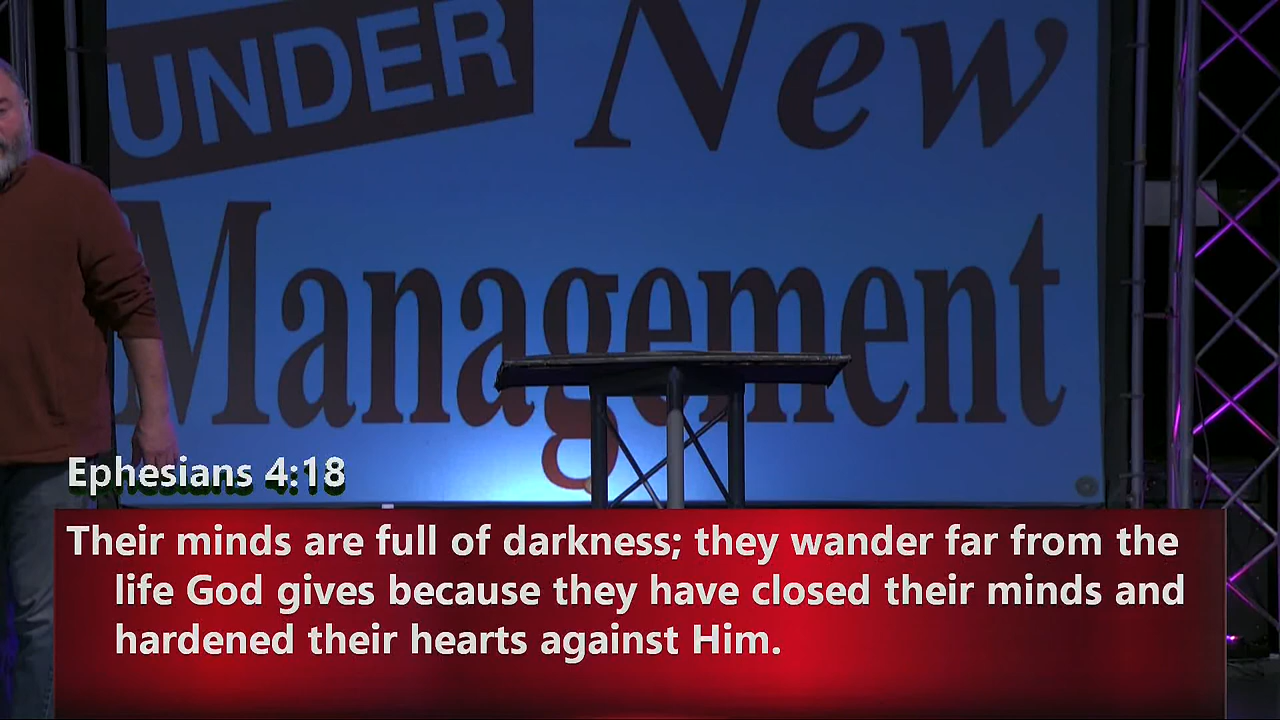 UNDER New
Management
Ephesians 4:18
Their minds are full of darkness; they wander far from the
life God gives because they have closed their minds and
hardened their hearts against Him.